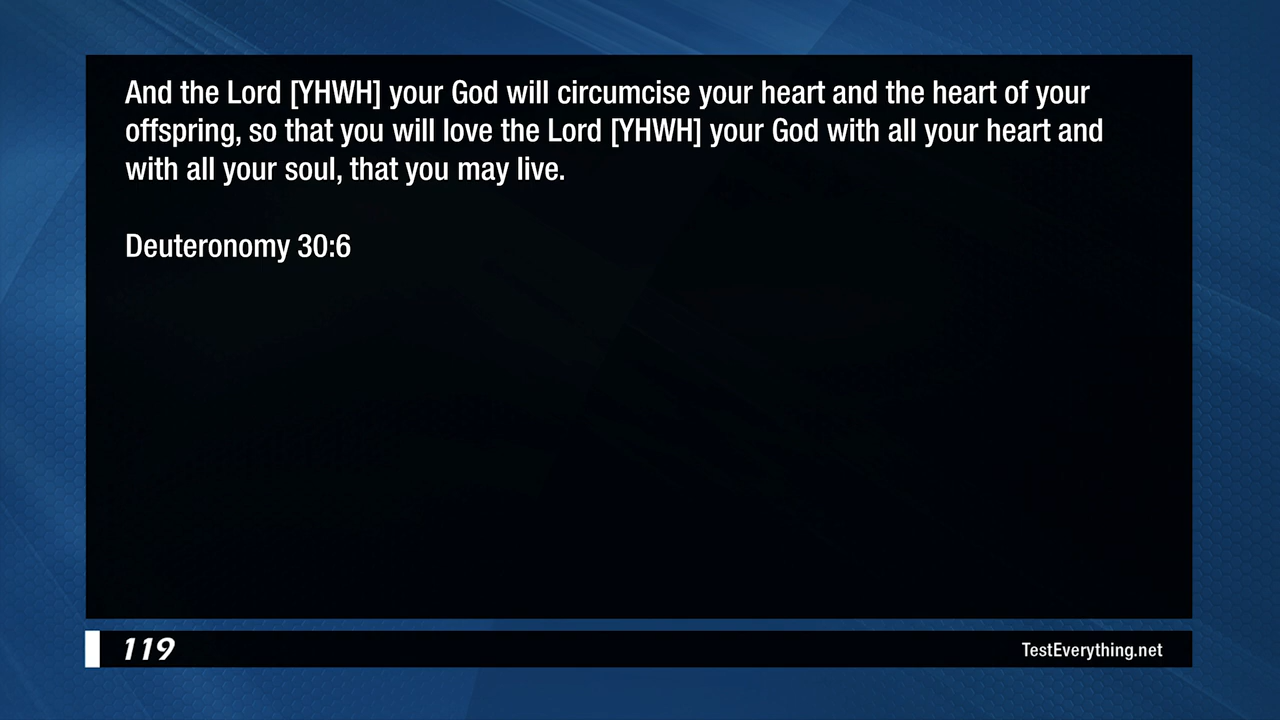 And the Lord [YHWH] your God will circumcise your heart and the heart of your
offspring, so that you will love the Lord [YHWH] your God with all your heart and
with all your soul, that you may live.
Deuteronomy 30:6
119
TestEverything.net